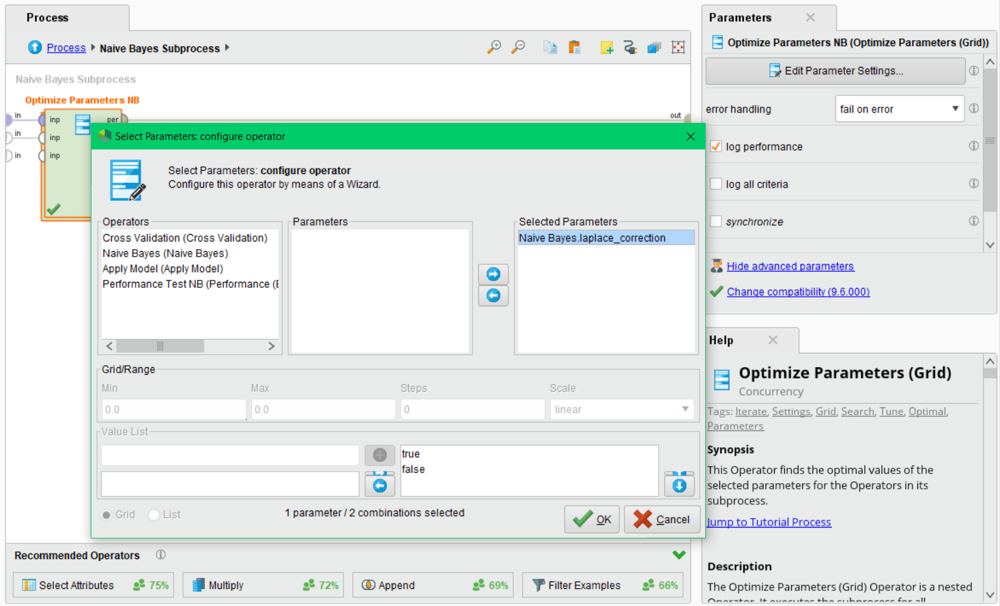 Process
Process
Naive Bayes Subprocess
Naive Bayes Subprocess
Optimize Parameters NB
in
inp
per
out
in
inp
in
inp
Select Parameters: configure operator
Select Parameters: configure operator
Configure this operator by means of a Wizard.
Operators
Cross Validation (Cross Validation)
Naive Bayes (Naive Bayes)
Apply Model (Apply Model)
Performance Test NB (Performance (
Parameters
Selected Parameters
Naive Bayes.laplace_correction
Grid/Range
Min
Max
Steps
Scale
0.0
0.0
0
linear
Value List
true
false
Grid
List
1 parameter / 2 combinations selected
OK
Cancel
Recommended Operators
Select Attributes
75%
Multiply
72%
Append
69%
Filter Examples
66%
Parameters
Optimize Parameters NB (Optimize Parameters (Grid))
Edit Parameter Settings...
error handling
fail on error
log performance
log all criteria
synchronize
Hide advanced parameters
Change compatibility (9.6.000)
Help
Optimize Parameters (Grid)
Concurrency
Tags: Iterate, Settings, Grid, Search, Tune, Optimal,
Parameters
Synopsis
This Operator finds the optimal values of the
selected parameters for the Operators in its
subprocess.
Jump to Tutorial Process
Description
The Optimize Parameters (Grid) Operator is a nested
Operator. It executes the subprocess for all